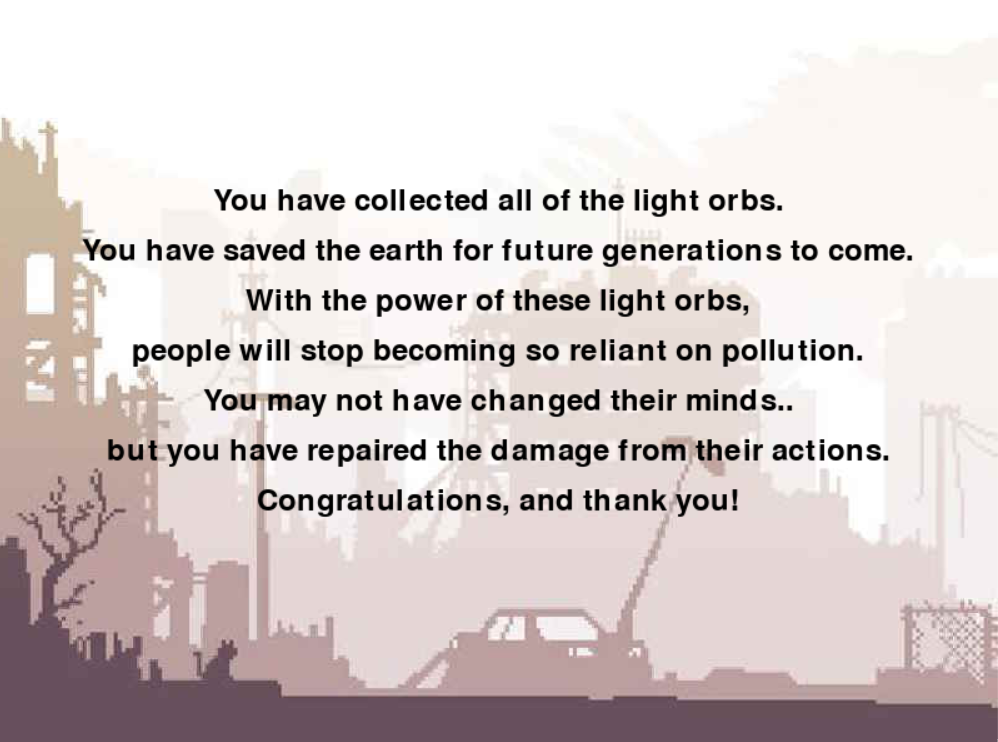 You have collected all of the light orbs.
You have saved the earth for future generations to come.
With the power of these light orbs,
people will stop becoming so reliant on pollution.
You may not have changed their minds..
but you have repaired the damage from their actions.
Congratulations, and thank you!